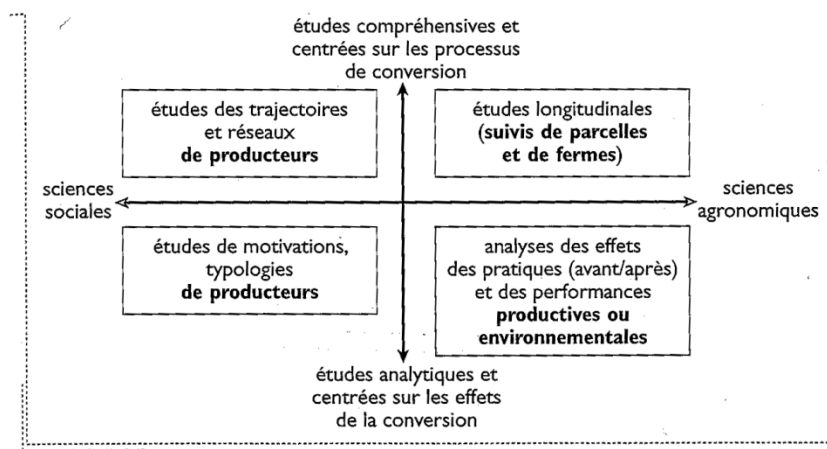 études compréhensives et
centrées sur les processus
de conversion
études des trajectoires
et réseaux
de producteurs
études longitudinales
(suivis de parcelles
et de fermes)
sciences
sociales
sciences
agronomiques
études de motivations,
typologies
de producteurs
analyses des effets
des pratiques (avant/après)
et des performances
productives ou
environnementales
études analytiques et
centrées sur les effets
de la conversion